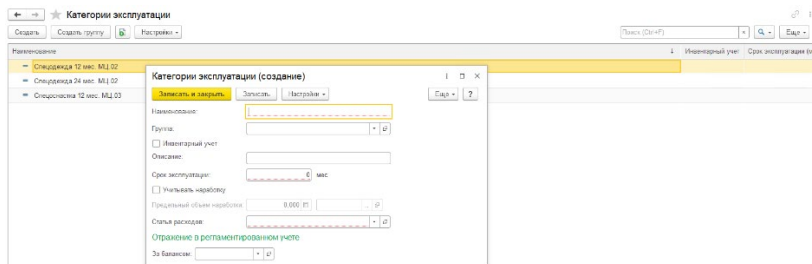 Категории эксплуатации
Создать Создать группу Настройки Поиск (Ctrl+F) Еще
Наименование Инвентарный учет Срок эксплуатации (м
Спецодежда 12 мес. МЦ.02
Спецодежда 24 мес. МЦ.02
Спецоснастка 12 мес. МЦ.03
Категории эксплуатации (создание)
Записать и закрыть Записать Настройки Еще ?
Наименование:
Группа:
Инвентарный учет
Описание:
Срок эксплуатации: 0 мес.
Учитывать наработку
Предельный объем наработки: 0,000
Статья расходов:
Отражение в регламентированном учете
За балансом: